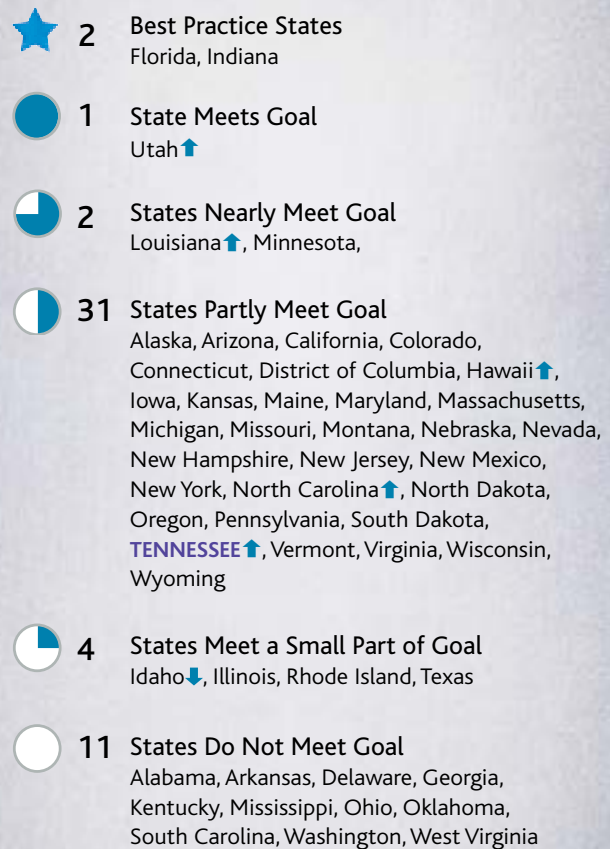 2 Best Practice States
Florida, Indiana
1 State Meets Goal
Utah⬆
2 States Nearly Meet Goal
Louisiana⬆, Minnesota,
31 States Partly Meet Goal
Alaska, Arizona, California, Colorado,
Connecticut, District of Columbia, Hawaii⬆,
Iowa, Kansas, Maine, Maryland, Massachusetts,
Michigan, Missouri, Montana, Nebraska, Nevada,
New Hampshire, New Jersey, New Mexico,
New York, North Carolina⬆, North Dakota,
Oregon, Pennsylvania, South Dakota,
TENNESSEE⬆, Vermont, Virginia, Wisconsin,
Wyoming
4 States Meet a Small Part of Goal
Idaho⬇, Illinois, Rhode Island, Texas
11 States Do Not Meet Goal
Alabama, Arkansas, Delaware, Georgia,
Kentucky, Mississippi, Ohio, Oklahoma,
South Carolina, Washington, West Virginia